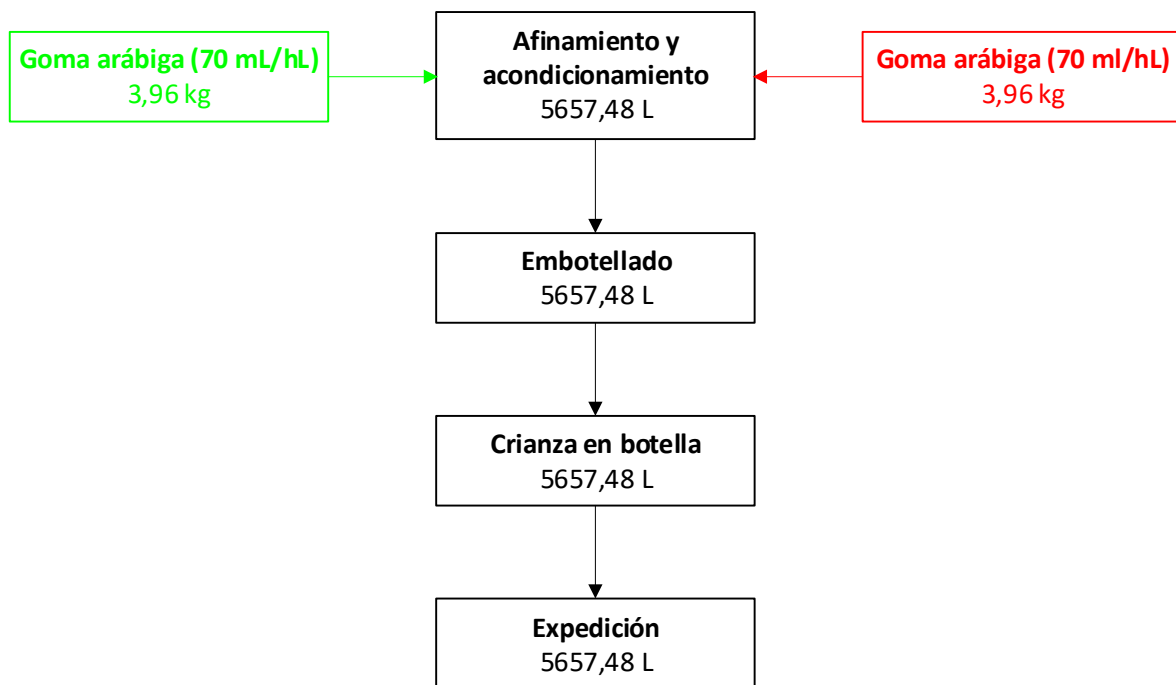 Goma arábiga (70 mL/hL)
3,96 kg
Afinamiento y
acondicionamiento
5657,48 L
Goma arábiga (70 ml/hL)
3,96 kg
Embotellado
5657,48 L
Crianza en botella
5657,48 L
Expedición
5657,48 L